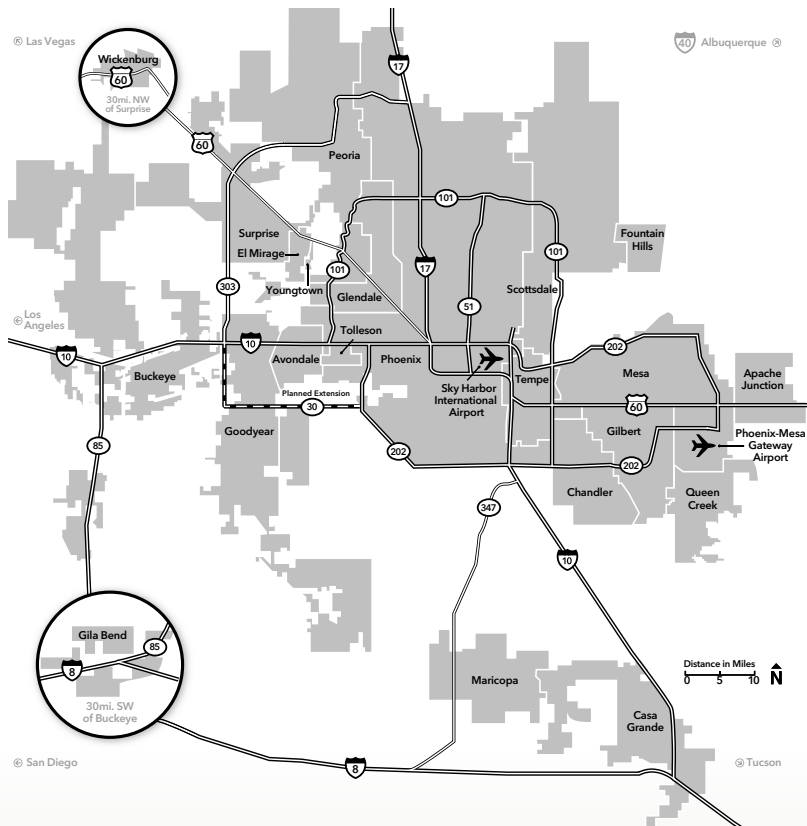 Las Vegas
40 Albuquerque
Wickenburg
60
30mi. NW
of Surprise
17
60
Peoria
101
Surprise
El Mirage
Fountain
Hills
101
101
17
303
Youngtown
Glendale
Scottsdale
51
Los
Angeles
Tolleson
10
202
10
Avondale
Phoenix
Buckeye
Mesa
Apache
Junction
Tempe
Sky Harbor
International
Airport
Planned Extension
30
60
Goodyear
Gilbert
Phoenix-Mesa
Gateway
Airport
85
202
202
Chandler
Queen
Creek
347
10
Gila Bend
85
8
30mi. SW
of Buckeye
Maricopa
Distance in Miles
0 5 10
N
Casa
Grande
San Diego
8
Tucson